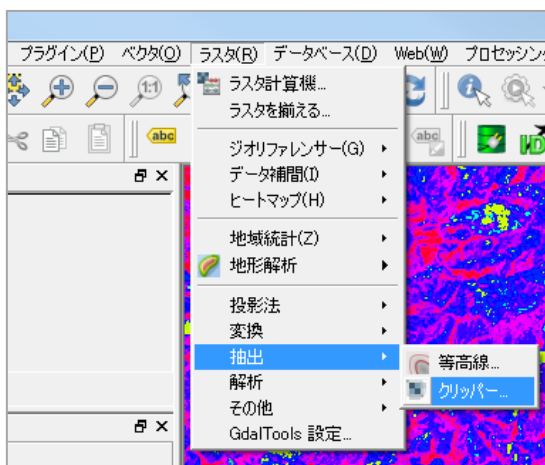 プラグイン(P) ベクタ(O) ラスタ(R) データベース(D) Web(W) プロセッシン
ラスタ計算機...
ラスタを揃える...
1:1
abc
abc
ジオリファレンサー(G)
データ補間(I)
ヒートマップ(H)
地域統計(Z)
地形解析
投影法
変換
抽出
等高線...
解析
クリッパー...
その他
GdalTools 設定...